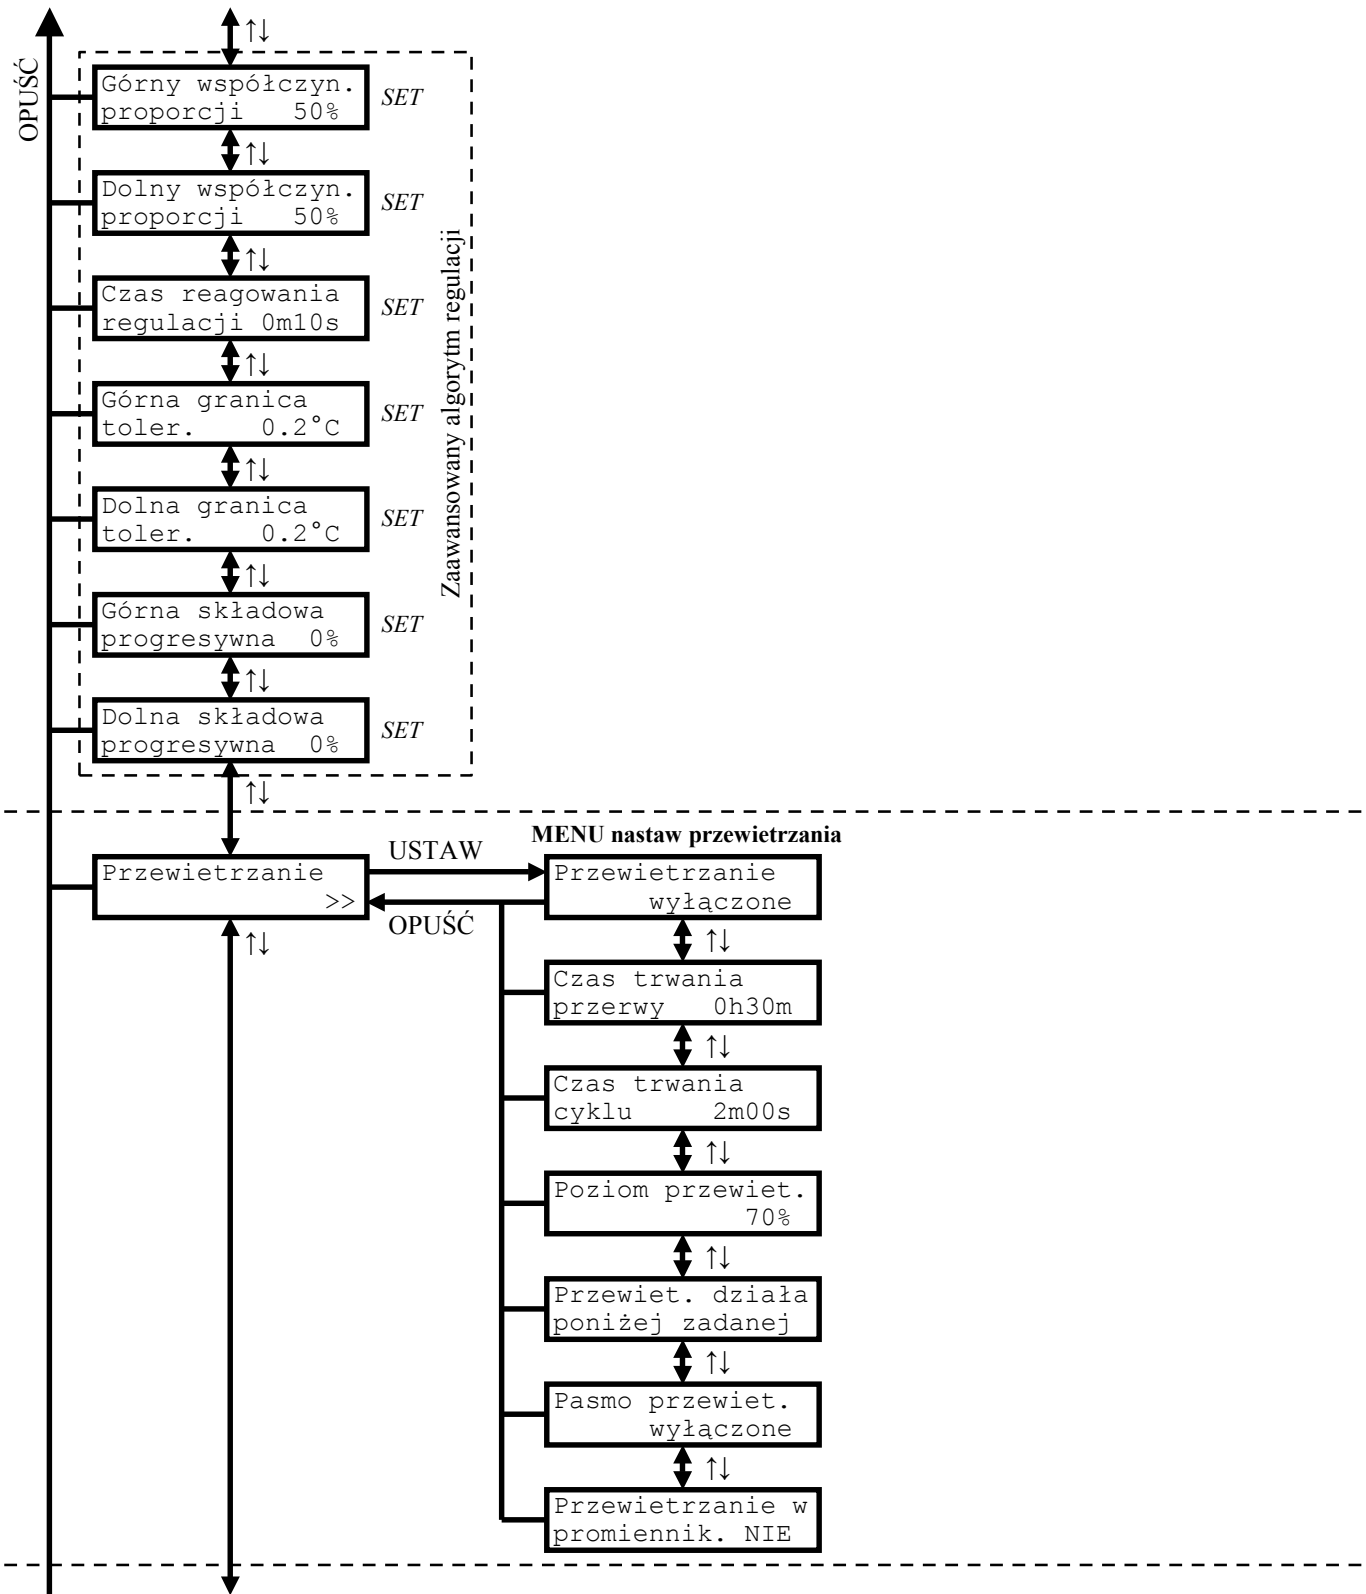 OPUŚĆ
↑↓
Górny współczyn.
proporcji 50%
SET
↑↓
Dolny współczyn.
proporcji 50%
SET
↑↓
Czas reagowania
regulacji 0m10s
SET
↑↓
Górna granica
toler. 0.2°C
SET
↑↓
Dolna granica
toler. 0.2°C
SET
↑↓
Górna składowa
progresywna 0%
SET
↑↓
Dolna składowa
progresywna 0%
SET
Zaawansowany algorytm regulacji
↑↓
Przewietrzanie
>>
USTAW
OPUŚĆ
↑↓
MENU nastaw przewietrzania
Przewietrzanie
wyłączone
↑↓
Czas trwania
przerwy 0h30m
↑↓
Czas trwania
cyklu 2m00s
↑↓
Poziom przewiet.
70%
↑↓
Przewiet. działa
poniżej zadanej
↑↓
Pasmo przewiet.
wyłączone
↑↓
Przewietrzanie w
promiennik. NIE